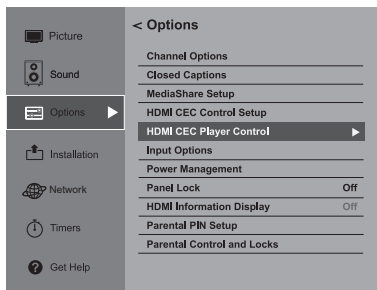 Picture
Sound
Options
Installation
Network
Timers
Get Help
< Options
Channel Options
Closed Captions
MediaShare Setup
HDMI CEC Control Setup
HDMI CEC Player Control
Input Options
Power Management
Panel Lock Off
HDMI Information Display Off
Parental PIN Setup
Parental Control and Locks